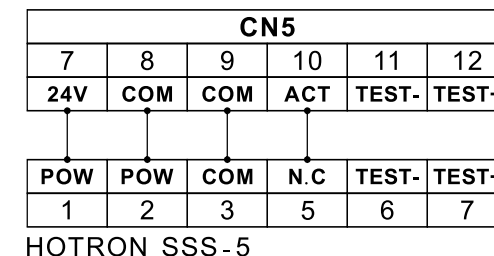 CN5
7 8 9 10 11 12
24V COM COM ACT TEST- TEST+
POW POW COM N.C TEST- TEST+
1 2 3 5 6 7
HOTRON SSS-5